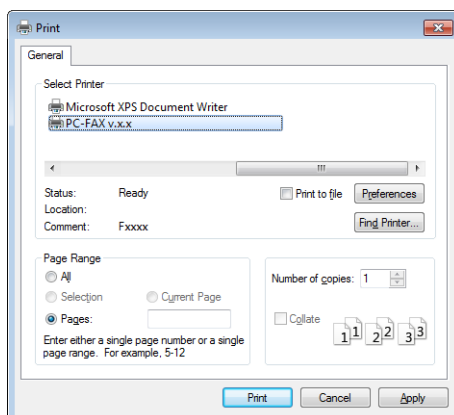 Print
General
Select Printer
Microsoft XPS Document Writer
PC-FAX v.x.x
Status: Ready
Print to file
Preferences
Location:
Comment: Fxxxx
Find Printer...
Page Range
All
Selection
Current Page
Pages:
Enter either a single page number or a single
page range. For example, 5-12
Number of copies: 1
Collate
1 1 2 2 3 3
Print
Cancel
Apply